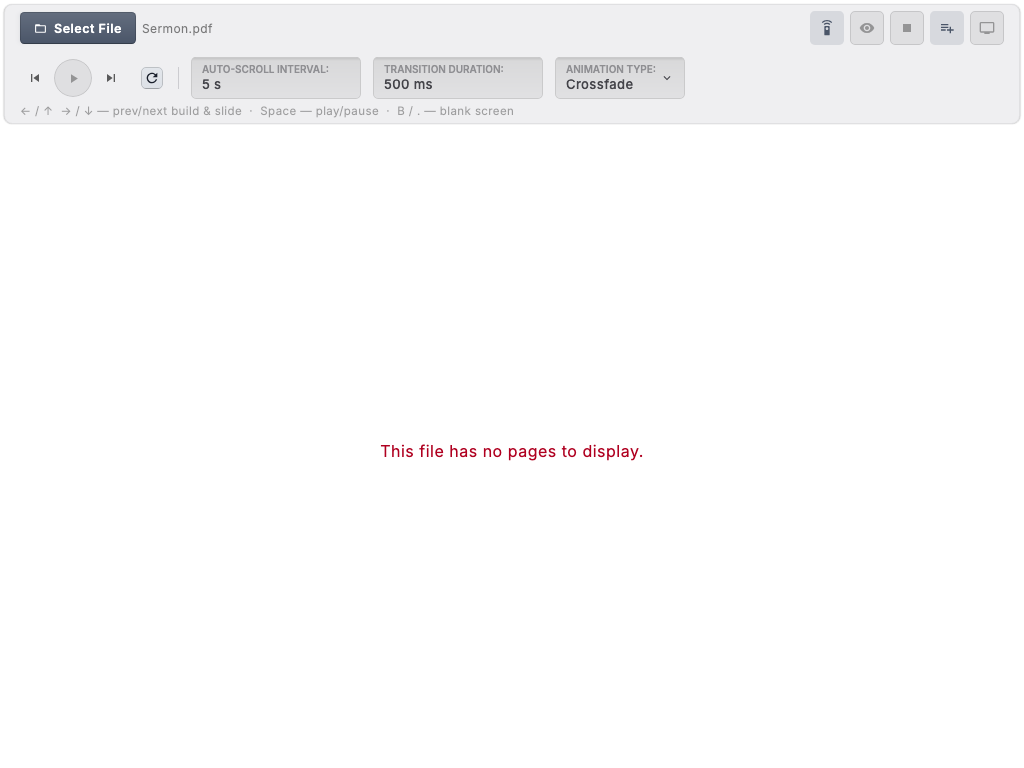 Select File Sermon.pdf
AUTO-SCROLL INTERVAL: TRANSITION DURATION: ANIMATION TYPE:
5 s 500 ms Crossfade
← / ↑ → / ↓ — prev/next build & slide · Space — play/pause · B / . — blank screen
This file has no pages to display.